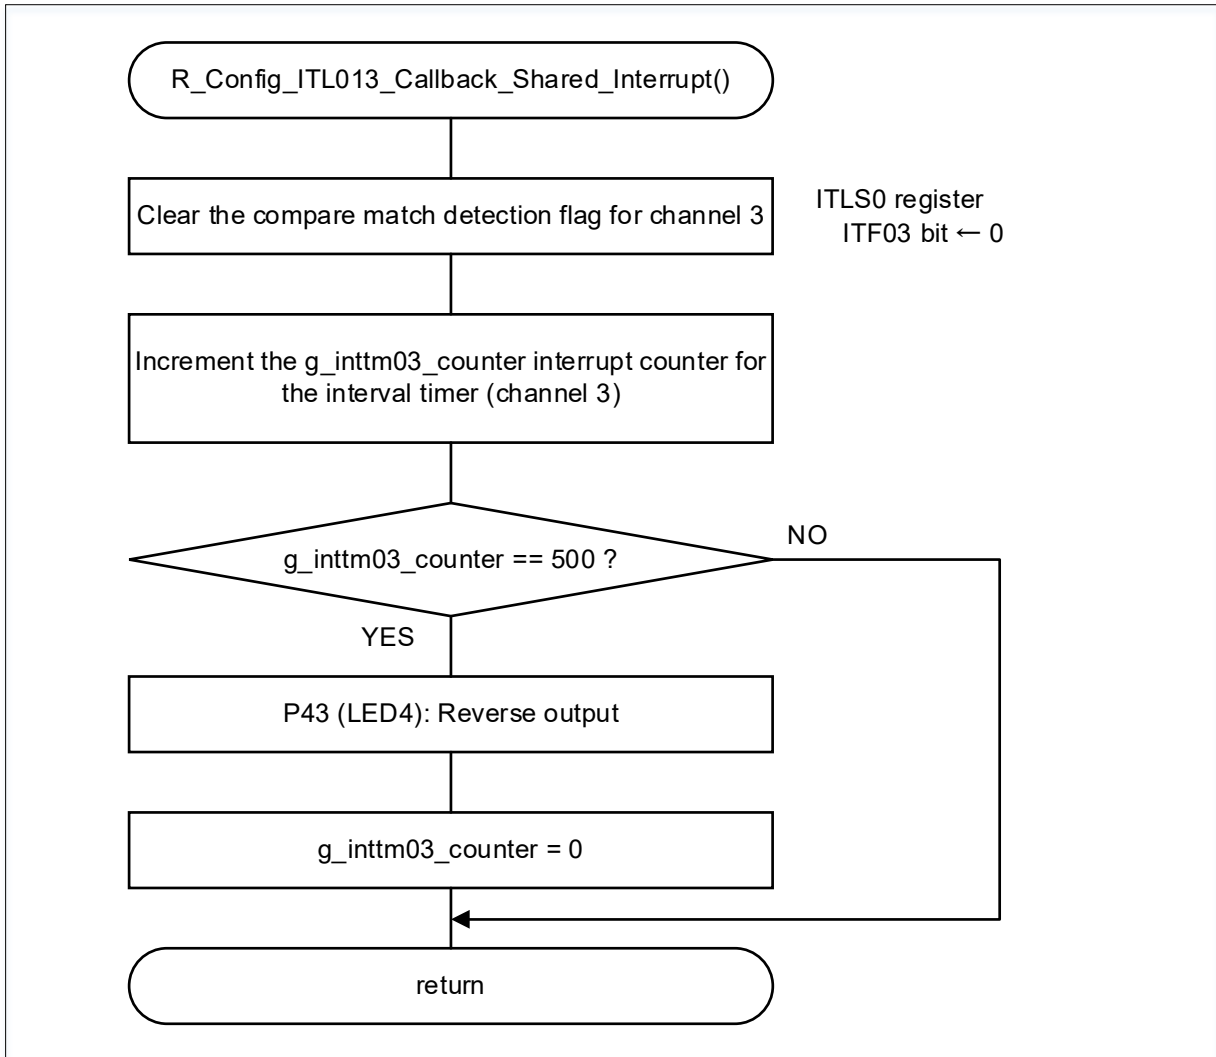 R_Config_ITL013_Callback_Shared_Interrupt()
Clear the compare match detection flag for channel 3
ITLS0 register
ITF03 bit ← 0
Increment the g_inttm03_counter interrupt counter for
the interval timer (channel 3)
g_inttm03_counter == 500 ?
NO
YES
P43 (LED4): Reverse output
g_inttm03_counter = 0
return